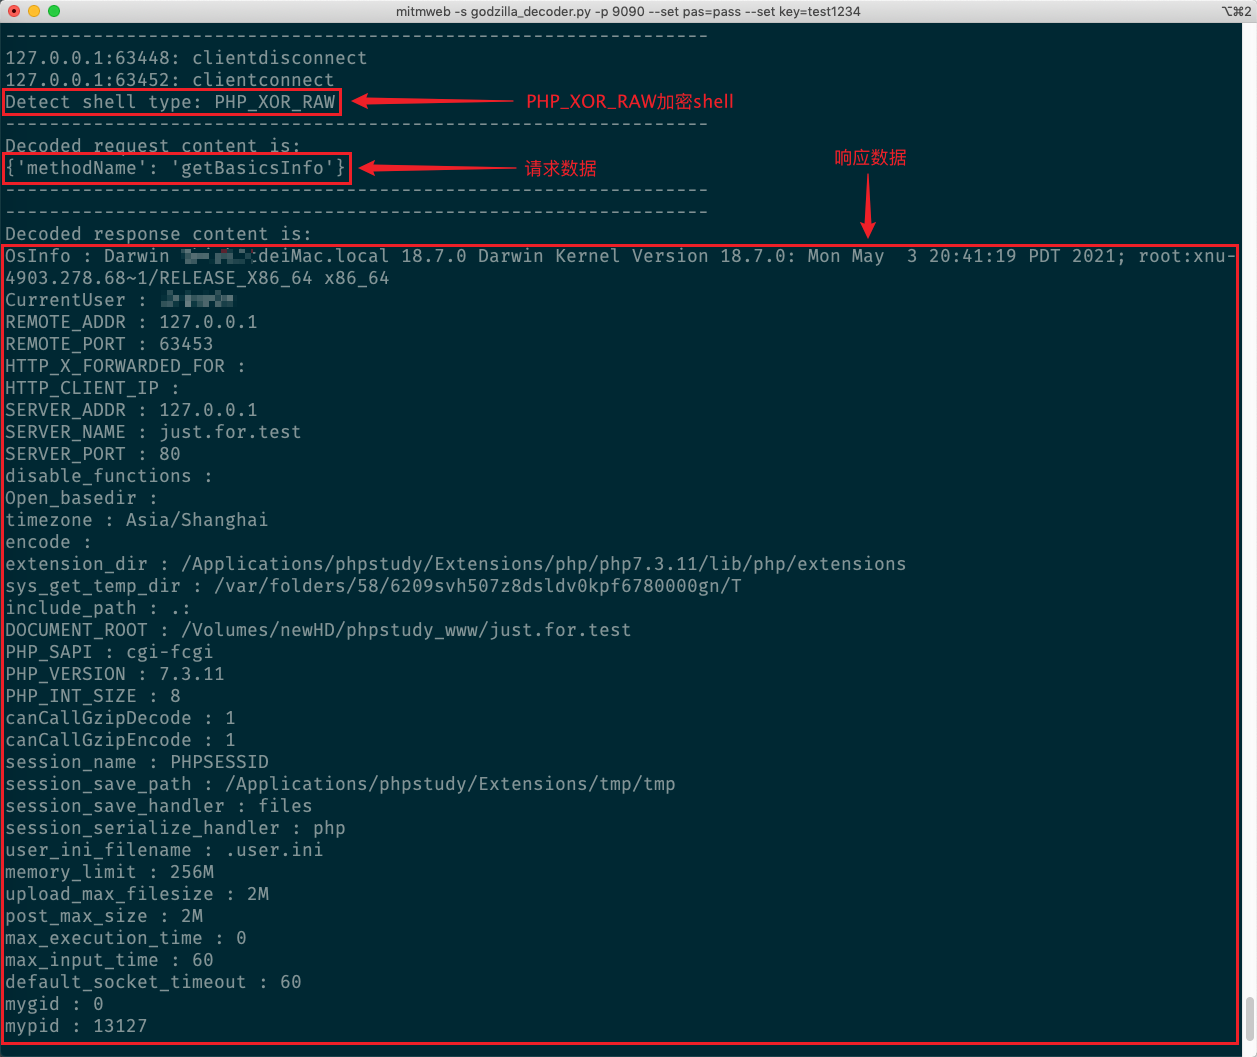 mitmweb -s godzilla_decoder.py -p 9090 --set pas=pass --set key=test1234
⌥⌘2
----------------------------------------------------------------
127.0.0.1:63448: clientdisconnect
127.0.0.1:63452: clientconnect
Detect shell type: PHP_XOR_RAW
PHP_XOR_RAW加密shell
----------------------------------------------------------------
Decoded request content is:
{'methodName': 'getBasicsInfo'}
请求数据
响应数据
----------------------------------------------------------------
----------------------------------------------------------------
Decoded response content is:
OsInfo : Darwin deiMac.local 18.7.0 Darwin Kernel Version 18.7.0: Mon May  3 20:41:19 PDT 2021; root:xnu-
4903.278.68~1/RELEASE_X86_64 x86_64
CurrentUser :
REMOTE_ADDR : 127.0.0.1
REMOTE_PORT : 63453
HTTP_X_FORWARDED_FOR :
HTTP_CLIENT_IP :
SERVER_ADDR : 127.0.0.1
SERVER_NAME : just.for.test
SERVER_PORT : 80
disable_functions :
Open_basedir :
timezone : Asia/Shanghai
encode :
extension_dir : /Applications/phpstudy/Extensions/php/php7.3.11/lib/php/extensions
sys_get_temp_dir : /var/folders/58/6209svh507z8dsldv0kpf6780000gn/T
include_path : .:
DOCUMENT_ROOT : /Volumes/newHD/phpstudy_www/just.for.test
PHP_SAPI : cgi-fcgi
PHP_VERSION : 7.3.11
PHP_INT_SIZE : 8
canCallGzipDecode : 1
canCallGzipEncode : 1
session_name : PHPSESSID
session_save_path : /Applications/phpstudy/Extensions/tmp/tmp
session_save_handler : files
session_serialize_handler : php
user_ini_filename : .user.ini
memory_limit : 256M
upload_max_filesize : 2M
post_max_size : 2M
max_execution_time : 0
max_input_time : 60
default_socket_timeout : 60
mygid : 0
mypid : 13127